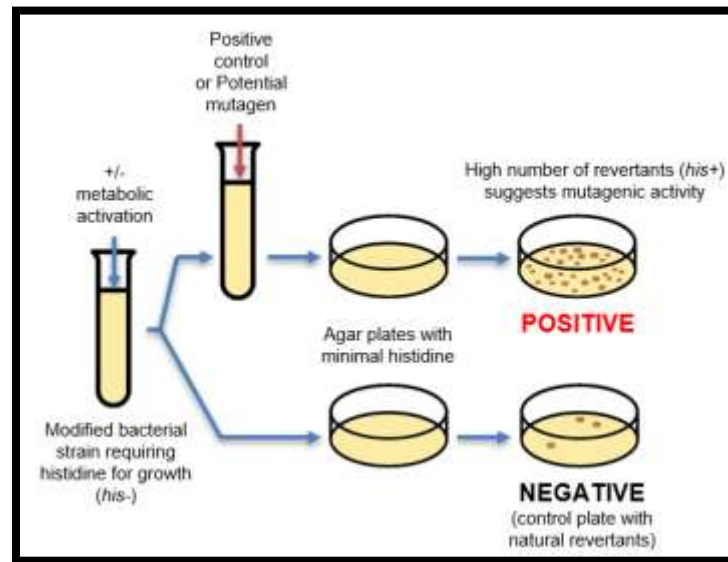 Positive
control
or Potential
mutagen
+/-
metabolic
activation
High number of revertants (his+)
suggests mutagenic activity
POSITIVE
Agar plates with
minimal histidine
Modified bacterial
strain requiring
histidine for growth
(his-)
NEGATIVE
(control plate with
natural revertants)